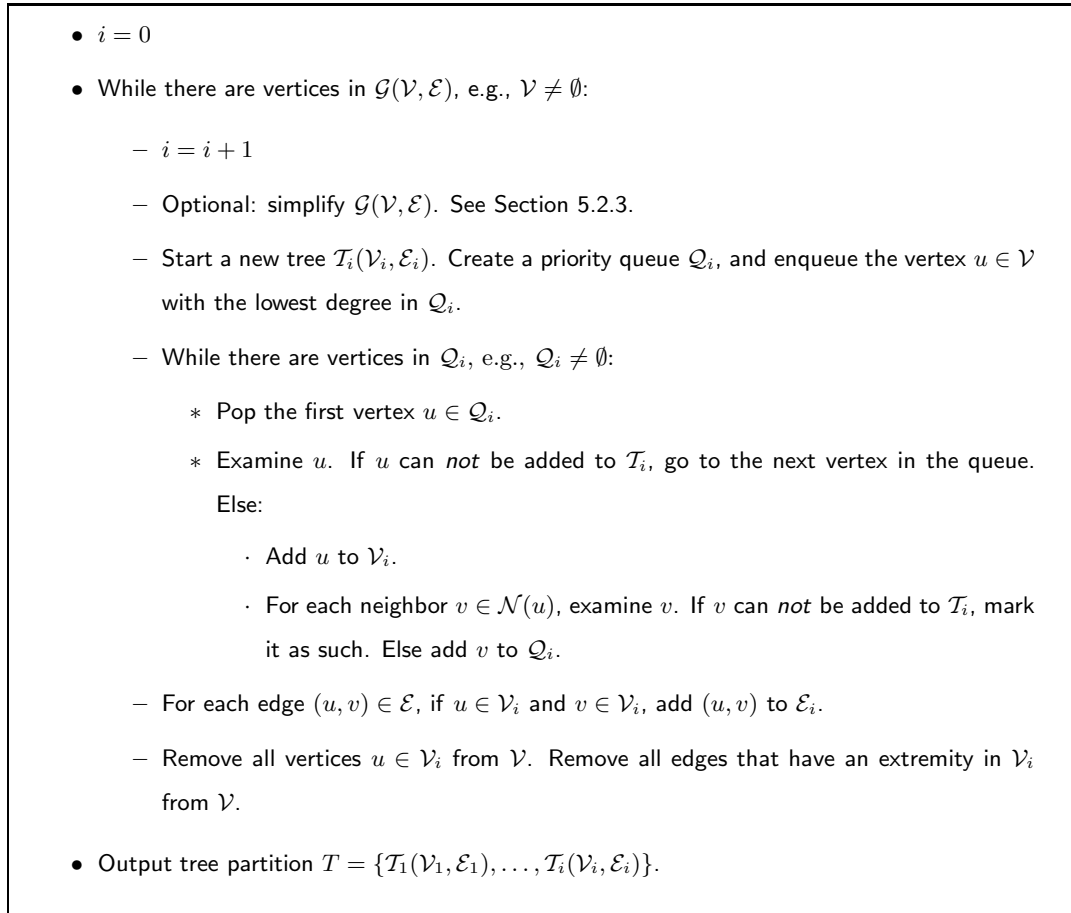 • i = 0
• While there are vertices in 𝒢(𝒱, ℰ), e.g., 𝒱 ≠ ∅:
– i = i + 1
– Optional: simplify 𝒢(𝒱, ℰ). See Section 5.2.3.
– Start a new tree 𝒯ᵢ(𝒱ᵢ, ℰᵢ). Create a priority queue 𝒬ᵢ, and enqueue the vertex u ∈ 𝒱
with the lowest degree in 𝒬ᵢ.
– While there are vertices in 𝒬ᵢ, e.g., 𝒬ᵢ ≠ ∅:
∗ Pop the first vertex u ∈ 𝒬ᵢ.
∗ Examine u. If u can not be added to 𝒯ᵢ, go to the next vertex in the queue.
Else:
· Add u to 𝒱ᵢ.
· For each neighbor v ∈ 𝒩(u), examine v. If v can not be added to 𝒯ᵢ, mark
it as such. Else add v to 𝒬ᵢ.
– For each edge (u, v) ∈ ℰ, if u ∈ 𝒱ᵢ and v ∈ 𝒱ᵢ, add (u, v) to ℰᵢ.
– Remove all vertices u ∈ 𝒱ᵢ from 𝒱. Remove all edges that have an extremity in 𝒱ᵢ
from 𝒱.
• Output tree partition T = {𝒯₁(𝒱₁, ℰ₁), . . . , 𝒯ᵢ(𝒱ᵢ, ℰᵢ)}.